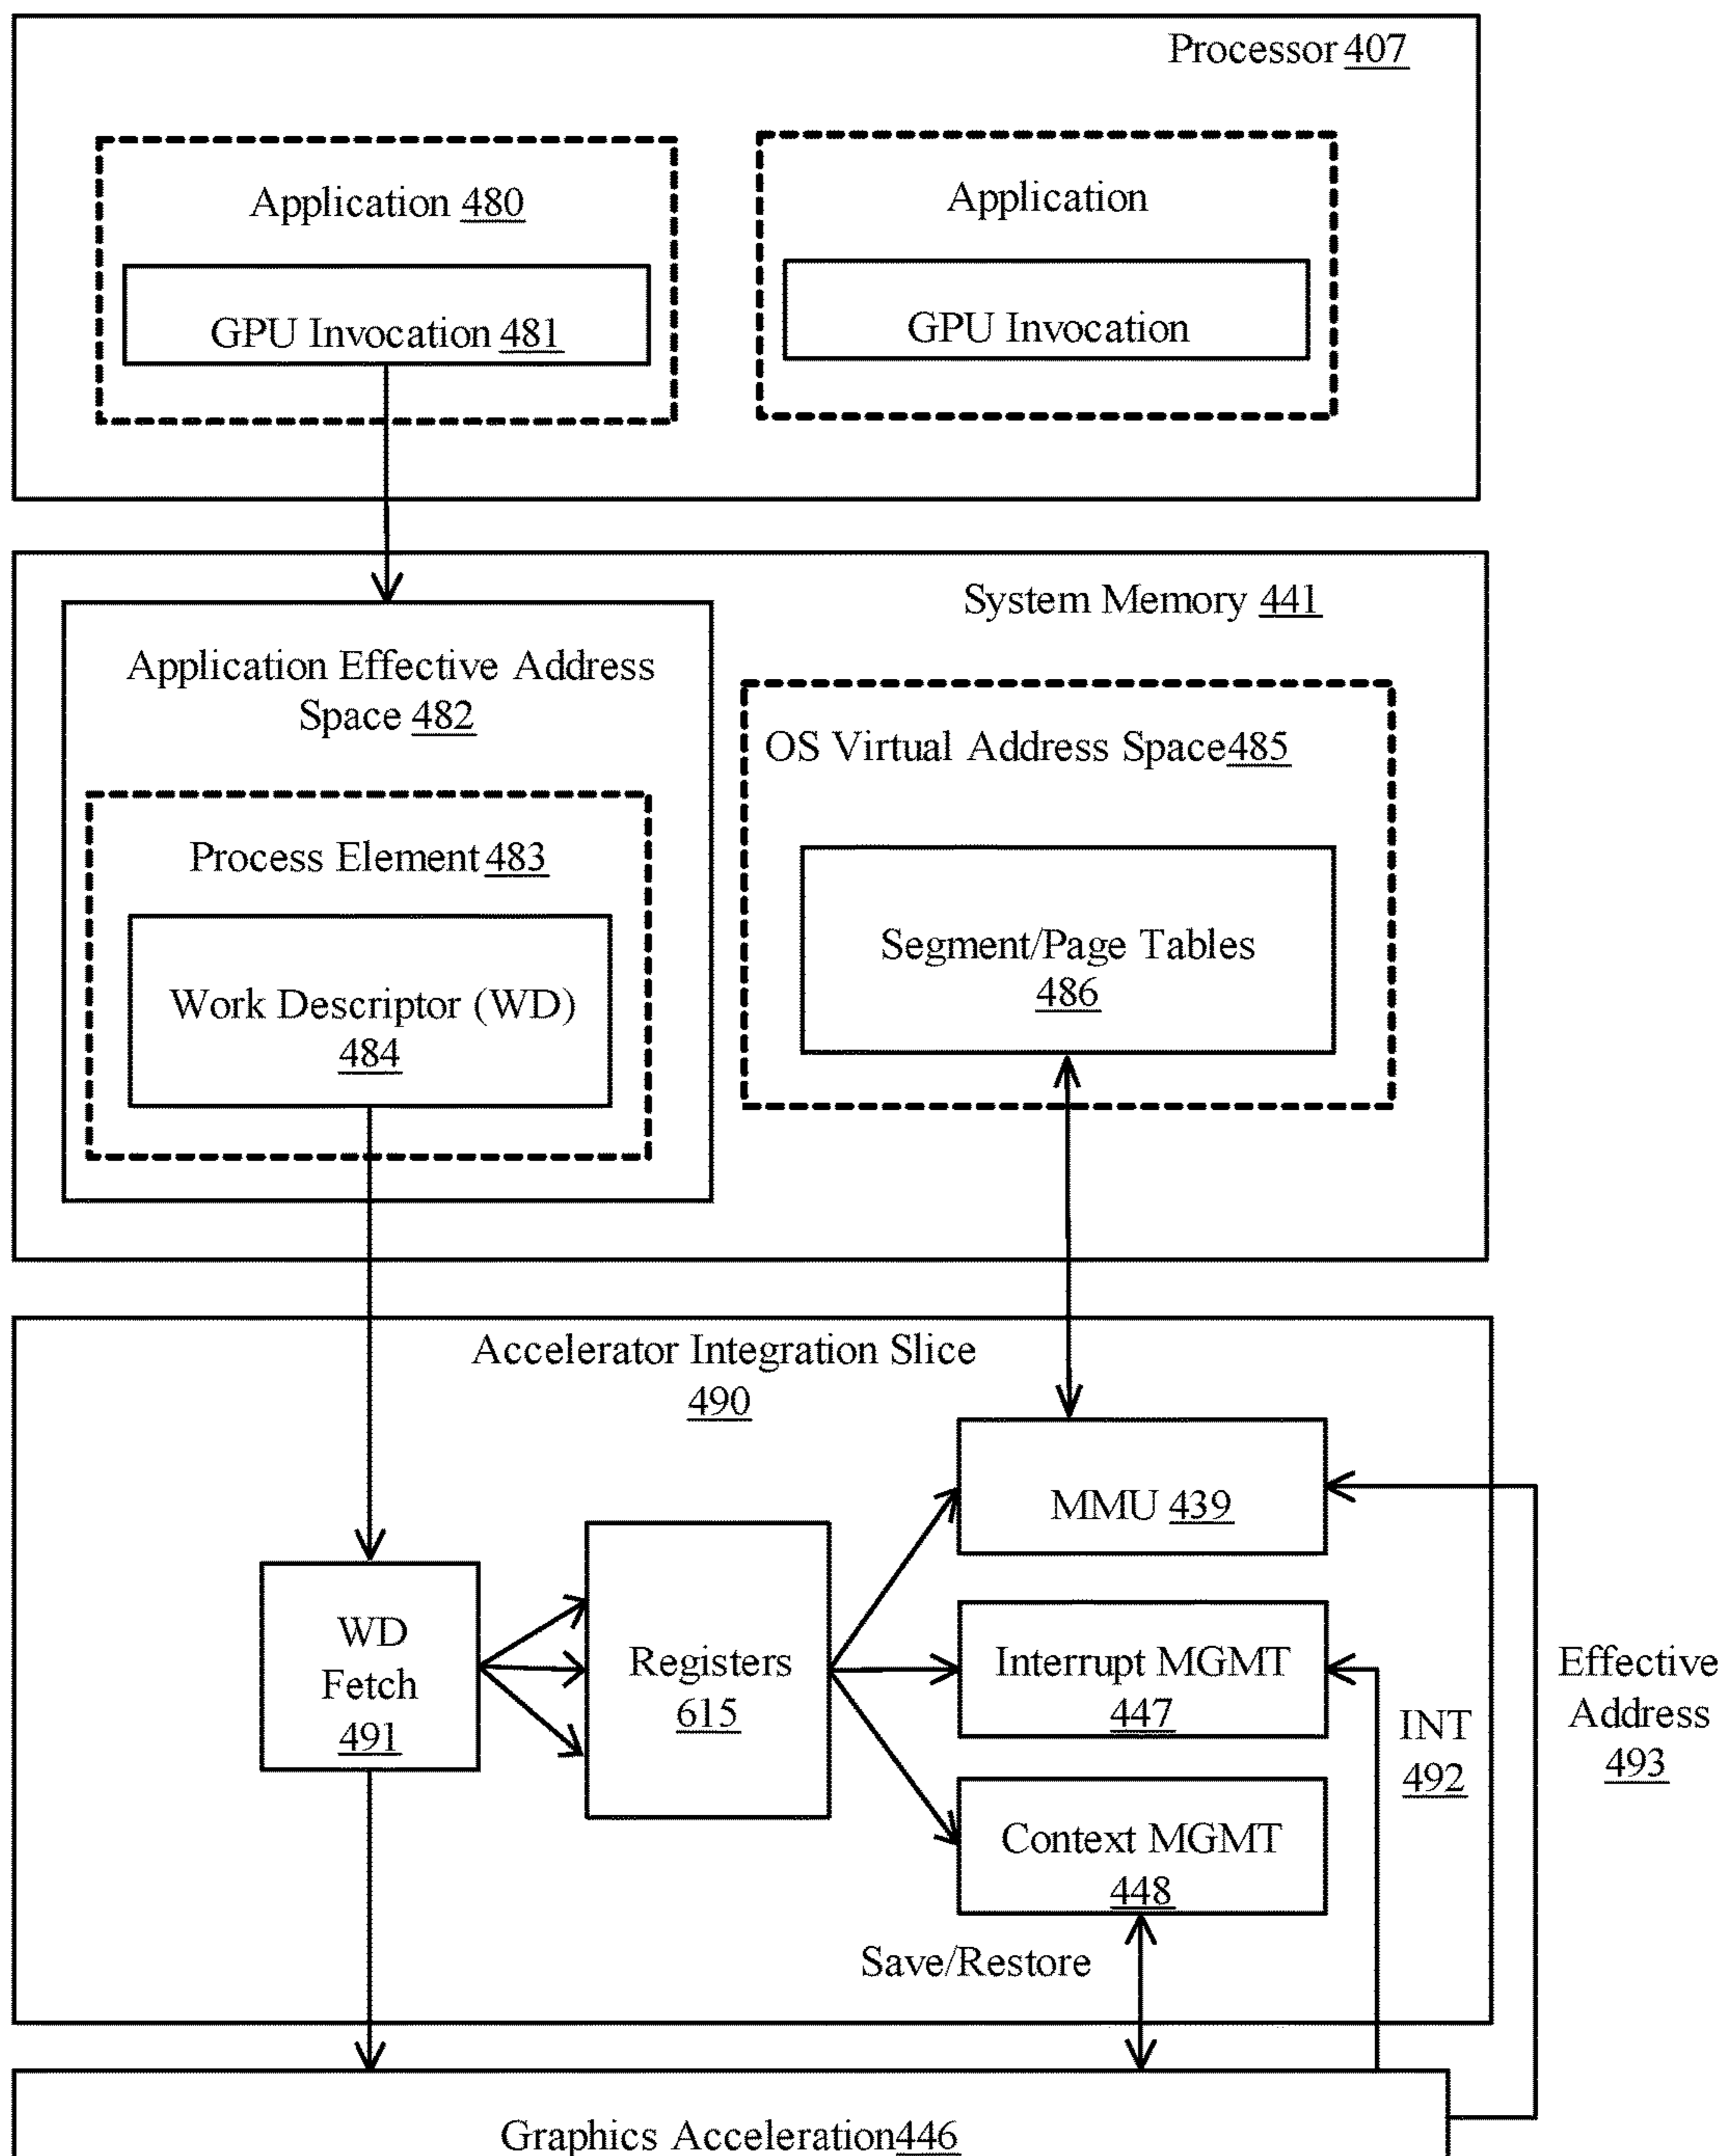 Processor 407
Application 480
GPU Invocation 481
Application
GPU Invocation
System Memory 441
Application Effective Address
Space 482
Process Element 483
Work Descriptor (WD)
484
OS Virtual Address Space485
Segment/Page Tables
486
Accelerator Integration Slice
490
WD
Fetch
491
Registers
615
MMU 439
Interrupt MGMT
447
Context MGMT
448
Save/Restore
INT
492
Effective
Address
493
Graphics Acceleration446